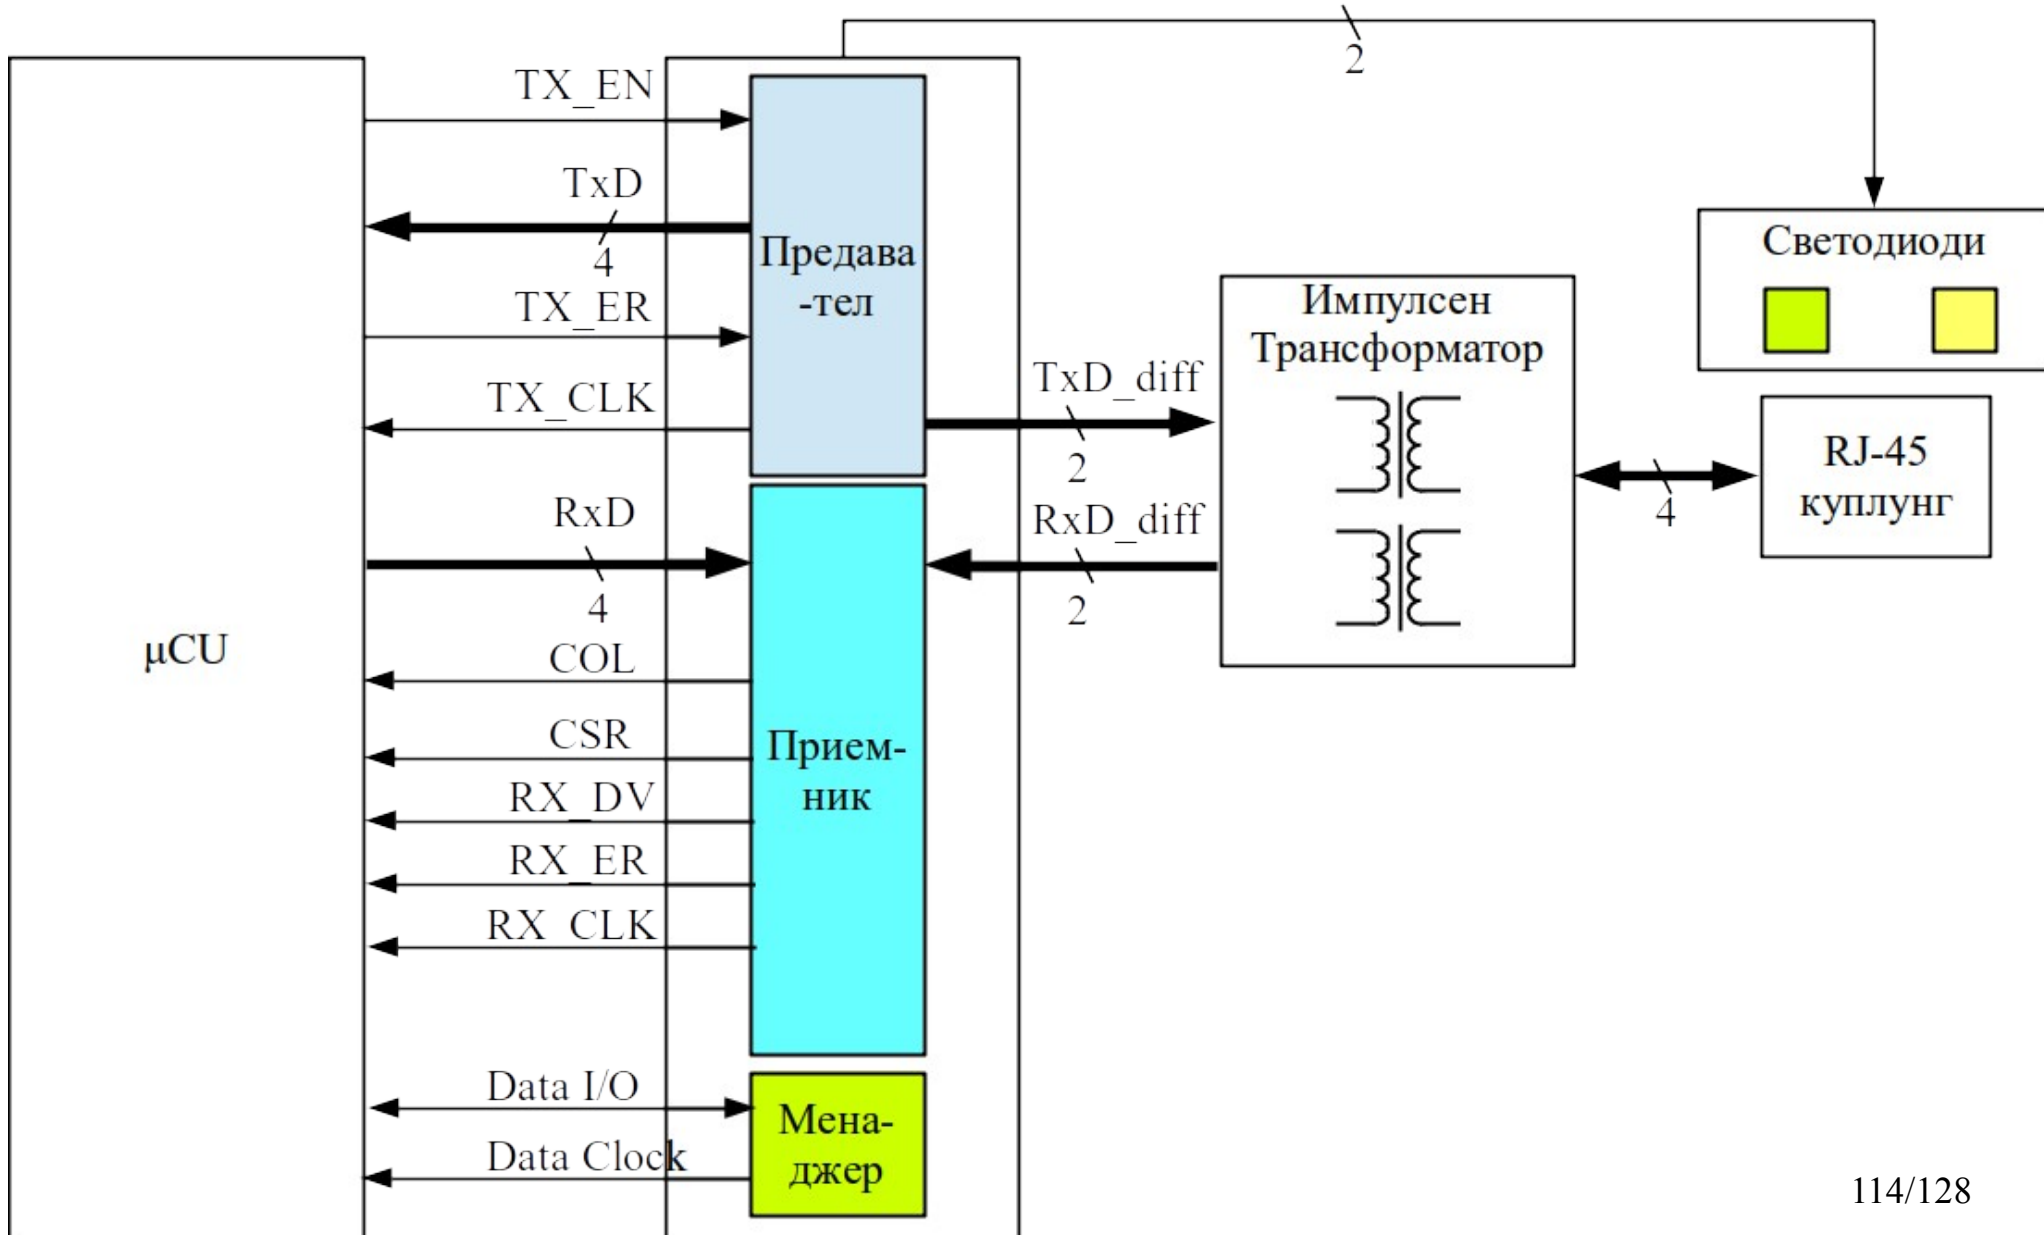 2
TX_EN
TxD
4
TX_ER
TX_CLK
Предава
-тел
TxD_diff
2
RxD_diff
2
Импулсен
Трансформатор
Светодиоди
4
RJ-45
куплунг
μCU
RxD
4
COL
CSR
RX_DV
RX_ER
RX_CLK
Прием-
ник
Data I/O
Data Clock
Мена-
джер
114/128